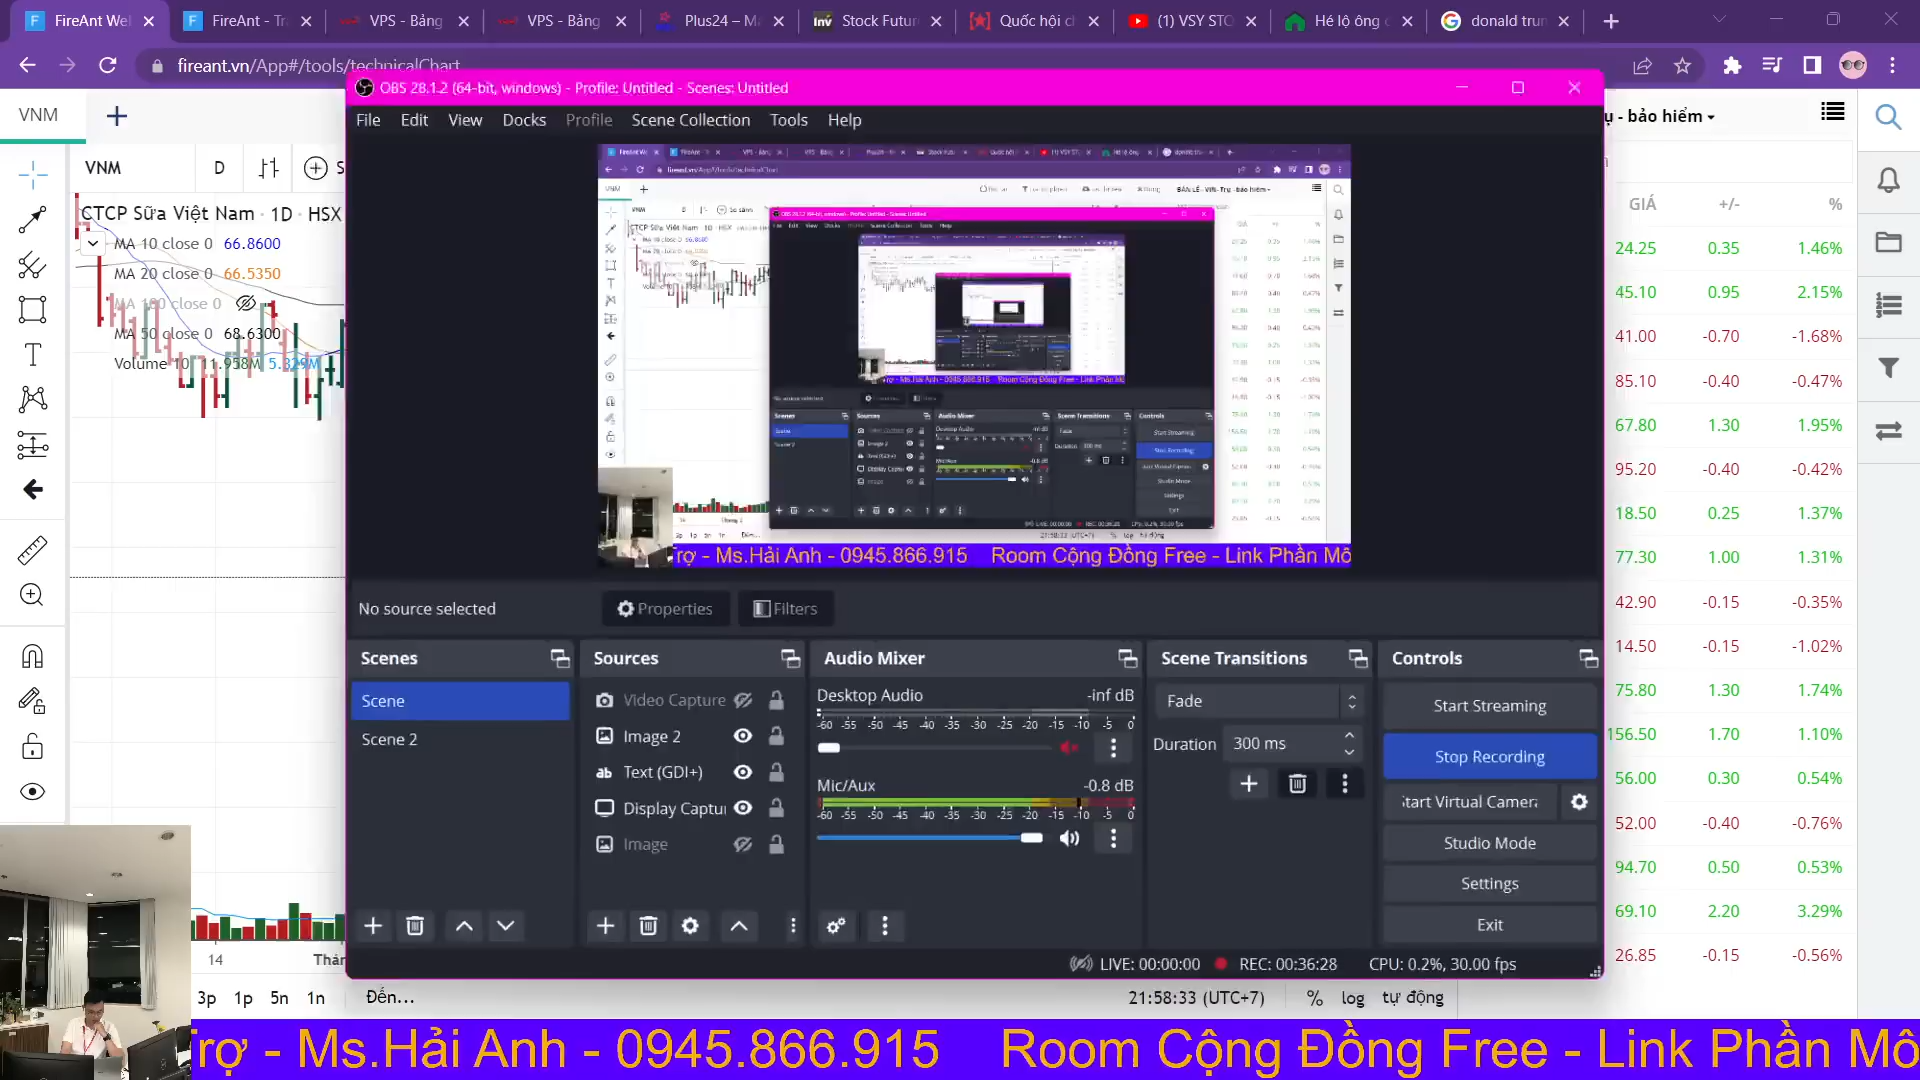 FireAnt Wel
FireAnt - Tr
VPS - Bảng
VPS - Bảng
Plus24 – M
Stock Futur
Quốc hội c
(1) VSY STO
Hé lộ ông
donald trun
fireant.vn/App#/tools/technicalChart
OBS 28.1.2 (64-bit, windows) - Profile: Untitled - Scenes: Untitled
File Edit View Docks Profile Scene Collection Tools Help
VNM
VNM D
CTCP Sữa Việt Nam · 1D · HSX
MA 10 close 0 66.8600
MA 20 close 0 66.5350
MA 100 close 0
MA 50 close 0 68.6300
Volume 10 11.958M 5.329M
- bảo hiểm
GIÁ +/- %
24.25 0.35 1.46%
45.10 0.95 2.15%
41.00 -0.70 -1.68%
85.10 -0.40 -0.47%
67.80 1.30 1.95%
95.20 -0.40 -0.42%
18.50 0.25 1.37%
77.30 1.00 1.31%
42.90 -0.15 -0.35%
14.50 -0.15 -1.02%
75.80 1.30 1.74%
156.50 1.70 1.10%
56.00 0.30 0.54%
52.00 -0.40 -0.76%
94.70 0.50 0.53%
69.10 2.20 3.29%
26.85 -0.15 -0.56%
rợ - Ms.Hải Anh - 0945.866.915 Room Cộng Đồng Free - Link Phần Mô
No source selected
Properties
Filters
Scenes
Scene
Scene 2
Sources
Video Capture
Image 2
Text (GDI+)
Display Captu
Image
Audio Mixer
Desktop Audio -inf dB
-60 -55 -50 -45 -40 -35 -30 -25 -20 -15 -10 -5 0
Mic/Aux -0.8 dB
-60 -55 -50 -45 -40 -35 -30 -25 -20 -15 -10 -5 0
Scene Transitions
Fade
Duration 300 ms
Controls
Start Streaming
Stop Recording
tart Virtual Camera
Studio Mode
Settings
Exit
LIVE: 00:00:00 REC: 00:36:28 CPU: 0.2%, 30.00 fps
14 Thán
3p 1p 5n 1n Đến...
21:58:33 (UTC+7) % log tự động
rợ - Ms.Hải Anh - 0945.866.915 Room Cộng Đồng Free - Link Phần Mô